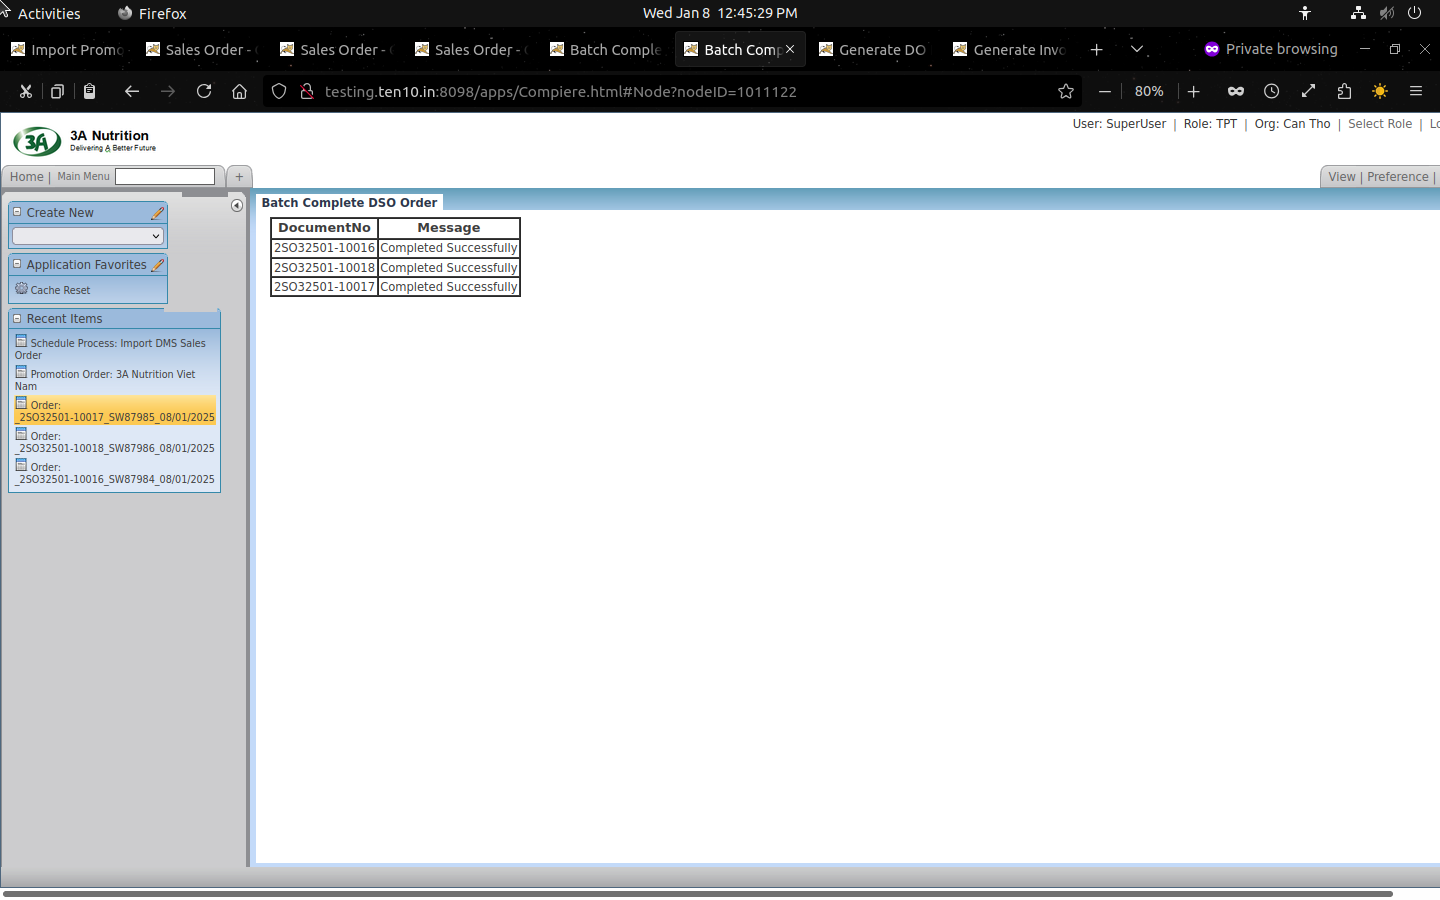 Activities
Firefox
Wed Jan 8 12:45:29 PM
Import Promo
Sales Order -
Sales Order -
Sales Order -
Batch Comple
Batch Comp
Generate DO
Generate Invo
Private browsing
testing.ten10.in:8098/apps/Compiere.html#Node?nodeID=1011122
80%
3A
3A Nutrition
Delivering A Better Future
User: SuperUser | Role: TPT | Org: Can Tho | Select Role | Lo
Home | Main Menu
+
View | Preference |
Create New
Application Favorites
Cache Reset
Recent Items
Schedule Process: Import DMS Sales
Order
Promotion Order: 3A Nutrition Viet
Nam
Order:
_2SO32501-10017_SW87985_08/01/2025
Order:
_2SO32501-10018_SW87986_08/01/2025
Order:
_2SO32501-10016_SW87984_08/01/2025
Batch Complete DSO Order
DocumentNo Message
2SO32501-10016 Completed Successfully
2SO32501-10018 Completed Successfully
2SO32501-10017 Completed Successfully